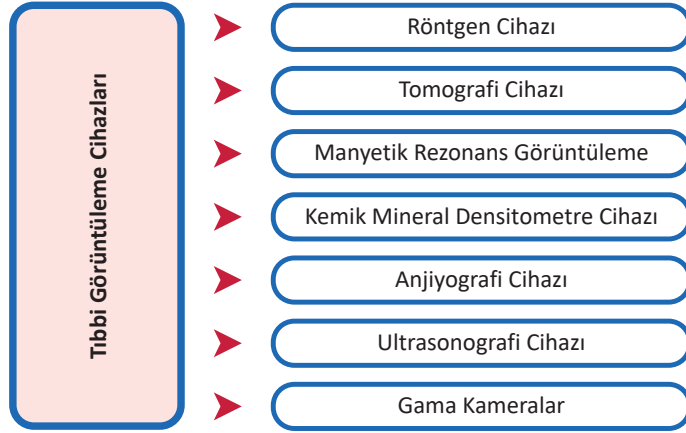 Tıbbi Görüntüleme Cihazları
Röntgen Cihazı
Tomografi Cihazı
Manyetik Rezonans Görüntüleme
Kemik Mineral Densitometre Cihazı
Anjiyografi Cihazı
Ultrasonografi Cihazı
Gama Kameralar